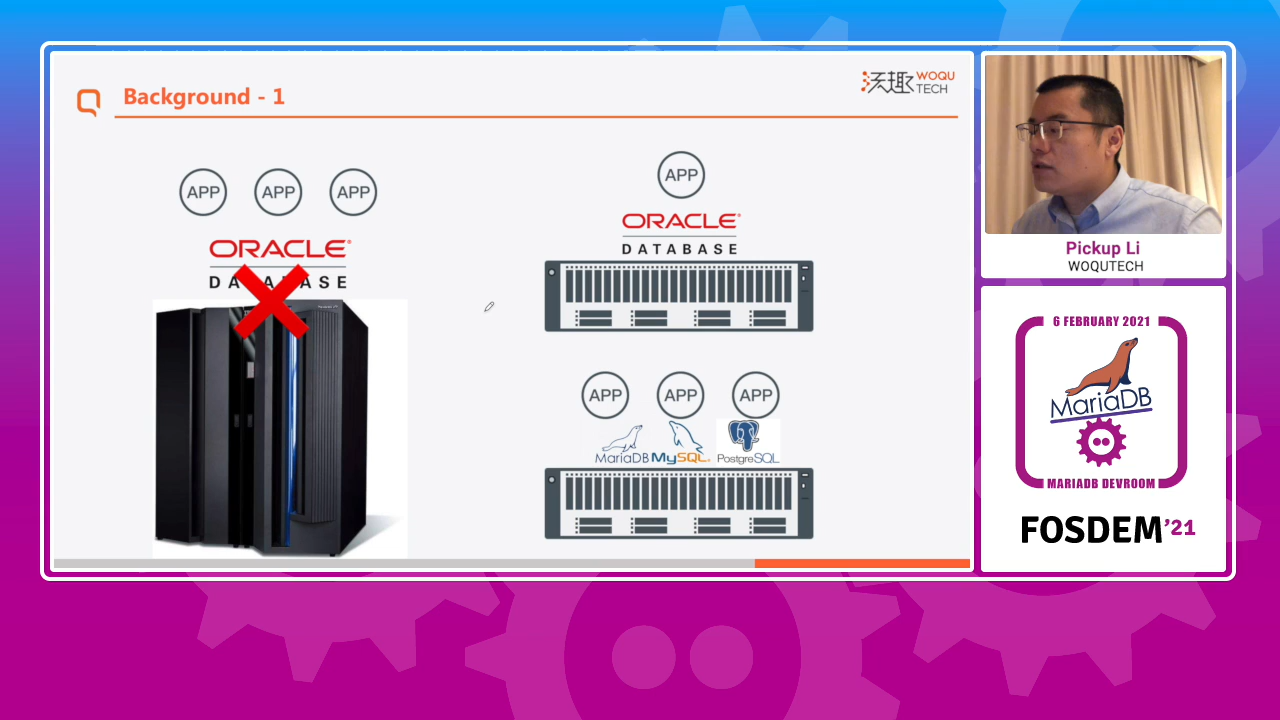 Background - 1
沃趣 WOQU
TECH
APP APP APP
ORACLE
DATABASE
APP
ORACLE
DATABASE
APP APP APP
MariaDB MySQL PostgreSQL
Pickup Li
WOQUTECH
6 FEBRUARY 2021
MariaDB
MARIADB DEVROOM
FOSDEM'21